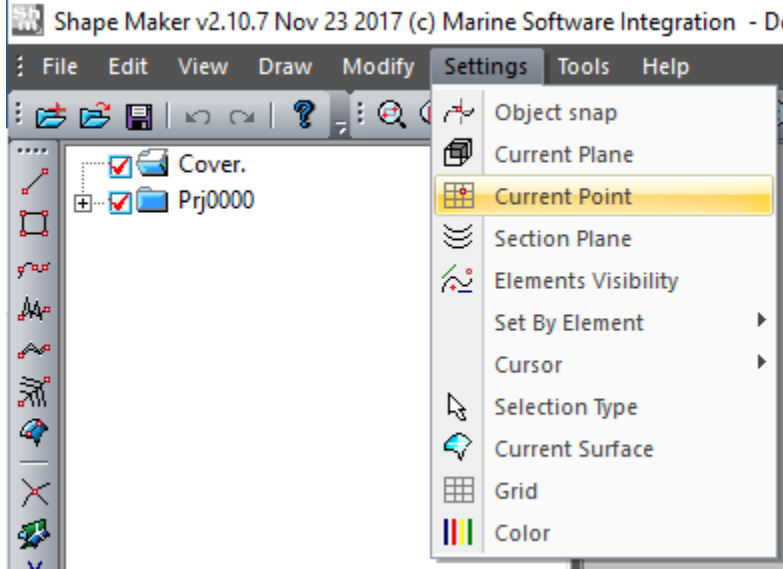 Shape Maker v2.10.7 Nov 23 2017 (c) Marine Software Integration -
File Edit View Draw Modify Settings Tools Help
Cover.
Prj0000
Object snap
Current Plane
Current Point
Section Plane
Elements Visibility
Set By Element
Cursor
Selection Type
Current Surface
Grid
Color